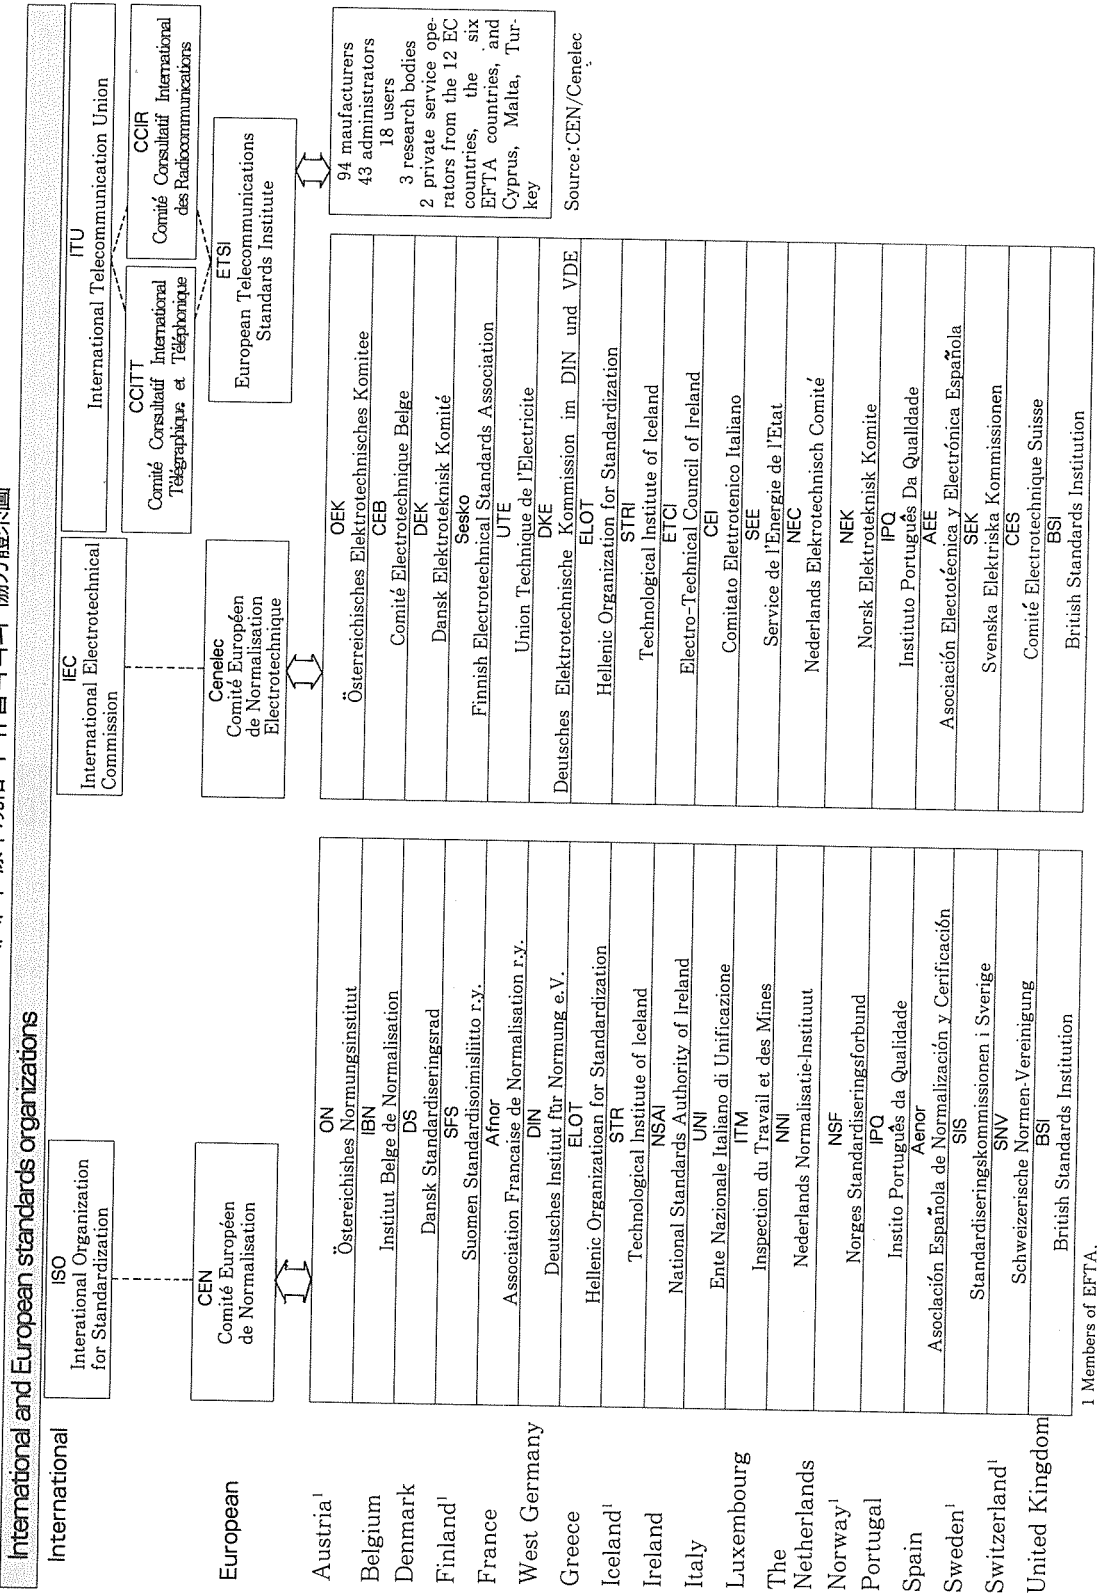 International and European standards organizations
International
ISO
Interational Organization
for Standardization
IEC
International Electrotechnical
Commission
ITU
International Telecommunication Union
CCITT
Comité Consultatif International
Télégraphique et Téléphonique
CCIR
Comité Consultatif International
des Radiocommunications
European
CEN
Comité Européen
de Normalisation
Cenelec
Comité Européen
de Normalisation
Electrotechnique
ETSI
European Telecommunications
Standards Institute
Austria¹
Belgium
Denmark
Finland¹
France
West Germany
Greece
Iceland¹
Ireland
Italy
Luxembourg
The
Netherlands
Norway¹
Portugal
Spain
Sweden¹
Switzerland¹
United Kingdom
ON
Östereichishes Normungsinstitut
IBN
Institut Belge de Normalisation
DS
Dansk Standardiseringsrad
SFS
Suomen Standardisoimisliitto r.y.
Afnor
Association Francaise de Normalisation r.y.
DIN
Deutsches Institut für Normung e.V.
ELOT
Hellenic Organizatioan for Standardization
STR
Technological Institute of Iceland
NSAI
National Standards Authority of Ireland
UNI
Ente Nazionale Italiano di Unificazione
ITM
Inspection du Travail et des Mines
NNI
Nederlands Normalisatie-Instituut
NSF
Norges Standardiseringsforbund
IPQ
Instito Português da Qualidade
Aenor
Asoclación Española de Normalización y Cerificación
SIS
Standardiseringskommissionen i Sverige
SNV
Schweizerische Normen-Vereinigung
BSI
British Standards Institution
OEK
Österreichisches Elektrotechnisches Komitee
CEB
Comité Electrotechnique Belge
DEK
Dansk Elektroteknisk Komité
Sesko
Finnish Electrotechnical Standards Association
UTE
Union Technique de l'Electricite
DKE
Deutsches Elektrotechnische Kommission im DIN und VDE
ELOT
Hellenic Organization for Standardization
STRI
Technological Institute of Iceland
ETCI
Electro-Technical Council of Ireland
CEI
Comitato Elettrotenico Italiano
SEE
Service de l'Energie de l'Etat
NEC
Nederlands Elekrotechnisch Comité
NEK
Norsk Elektroteknisk Komite
IPQ
Instituto Português Da Qualldade
AEE
Asociación Electotécnica y Electrónica Española
SEK
Svenska Elektriska Kommissionen
CES
Comité Electrotechnique Suisse
BSI
British Standards Institution
94 maufacturers
43 administrators
18 users
3 research bodies
2 private service ope-
rators from the 12 EC
countries, the six
EFTA countries, and
Cyprus, Malta, Tur-
key
Source:CEN/Cenelec
1 Members of EFTA.